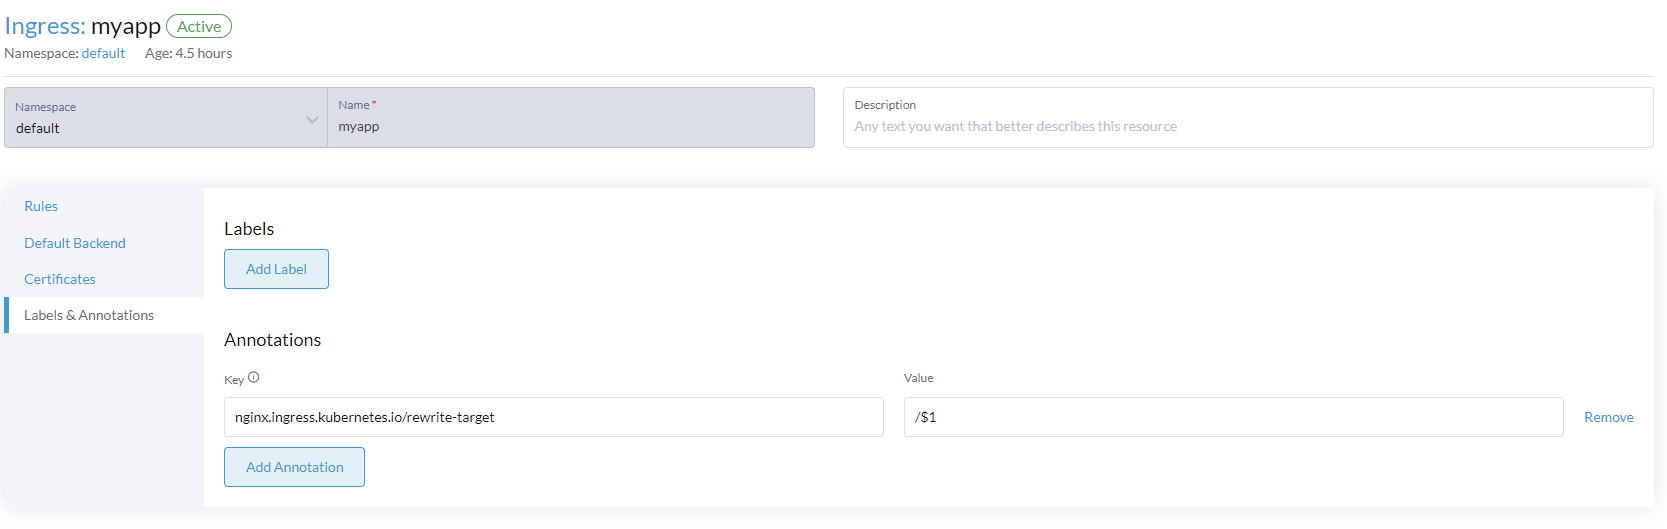 Ingress: myapp Active
Namespace: default Age: 4.5 hours
Namespace
default
Name*
myapp
Description
Any text you want that better describes this resource
Rules
Default Backend
Certificates
Labels & Annotations
Labels
Add Label
Annotations
Key
Value
nginx.ingress.kubernetes.io/rewrite-target
/$1
Remove
Add Annotation